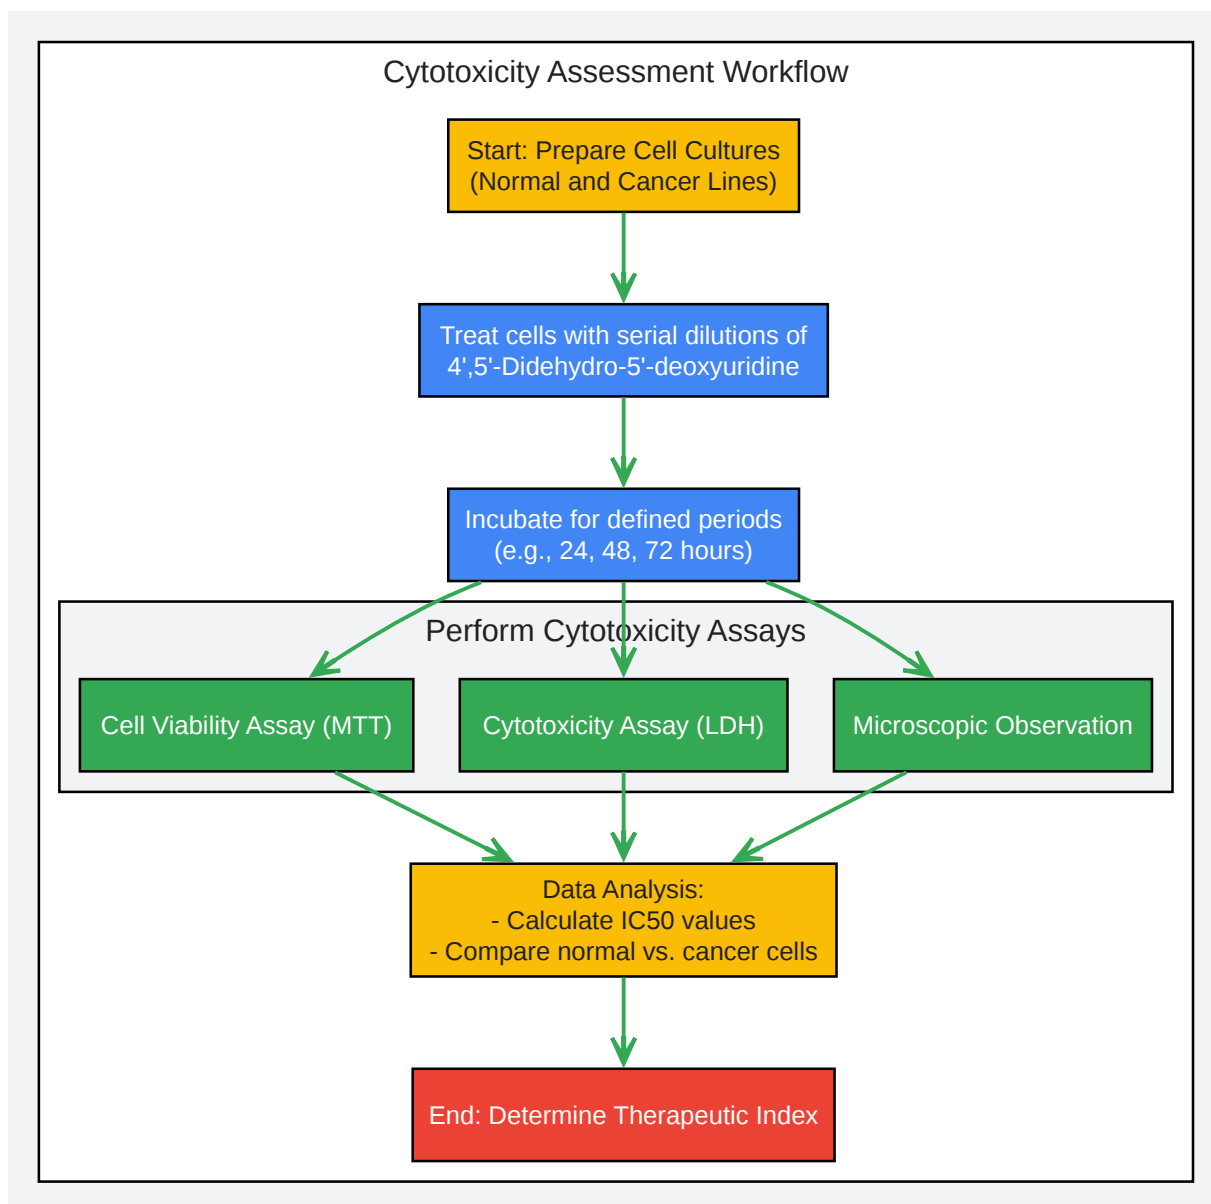 Cytotoxicity Assessment Workflow
Start: Prepare Cell Cultures
(Normal and Cancer Lines)
Treat cells with serial dilutions of
4',5'-Didehydro-5'-deoxyuridine
Incubate for defined periods
(e.g., 24, 48, 72 hours)
Perform Cytotoxicity Assays
Cell Viability Assay (MTT)
Cytotoxicity Assay (LDH)
Microscopic Observation
Data Analysis:
- Calculate IC50 values
- Compare normal vs. cancer cells
End: Determine Therapeutic Index